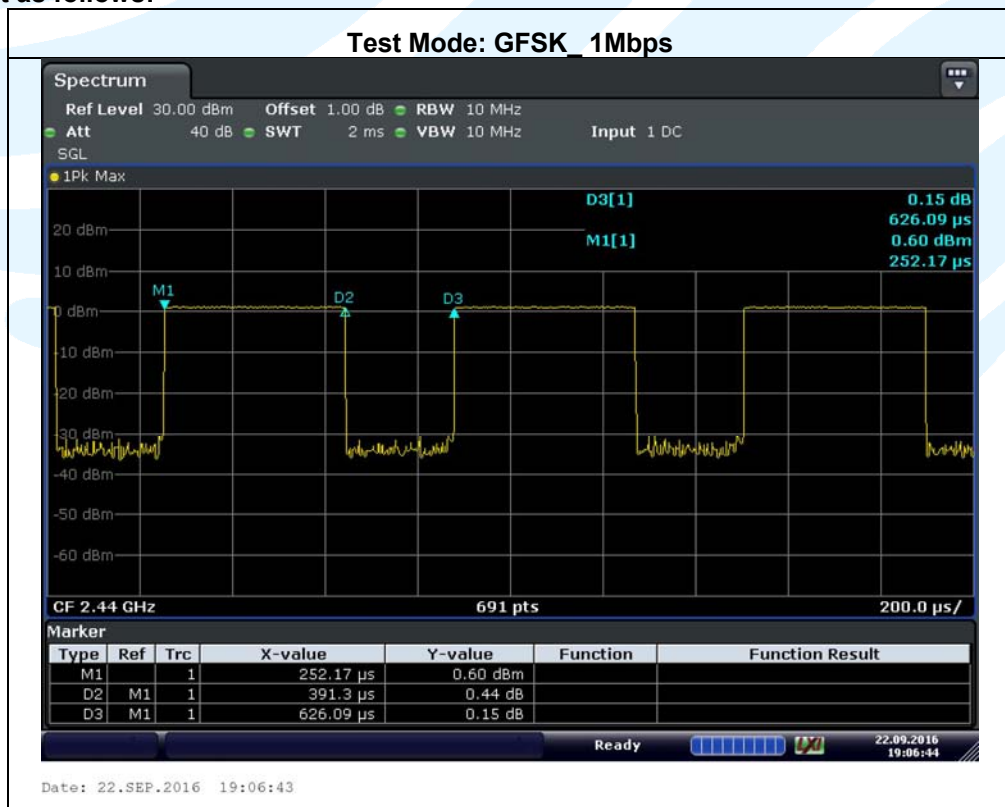 t as follows:
Test Mode: GFSK_ 1Mbps
Spectrum
Ref Level 30.00 dBm Offset 1.00 dB RBW 10 MHz
Att 40 dB SWT 2 ms VBW 10 MHz Input 1 DC
SGL
1Pk Max
D3[1] 0.15 dB
626.09 µs
20 dBm
M1[1] 0.60 dBm
252.17 µs
10 dBm
M1 D2 D3
0 dBm
-10 dBm
-20 dBm
-30 dBm
-40 dBm
-50 dBm
-60 dBm
CF 2.44 GHz 691 pts 200.0 µs/
Marker
Type Ref Trc X-value Y-value Function Function Result
M1 1 252.17 µs 0.60 dBm
D2 M1 1 391.3 µs 0.44 dB
D3 M1 1 626.09 µs 0.15 dB
Ready LXI 22.09.2016
19:06:44
Date: 22.SEP.2016 19:06:43